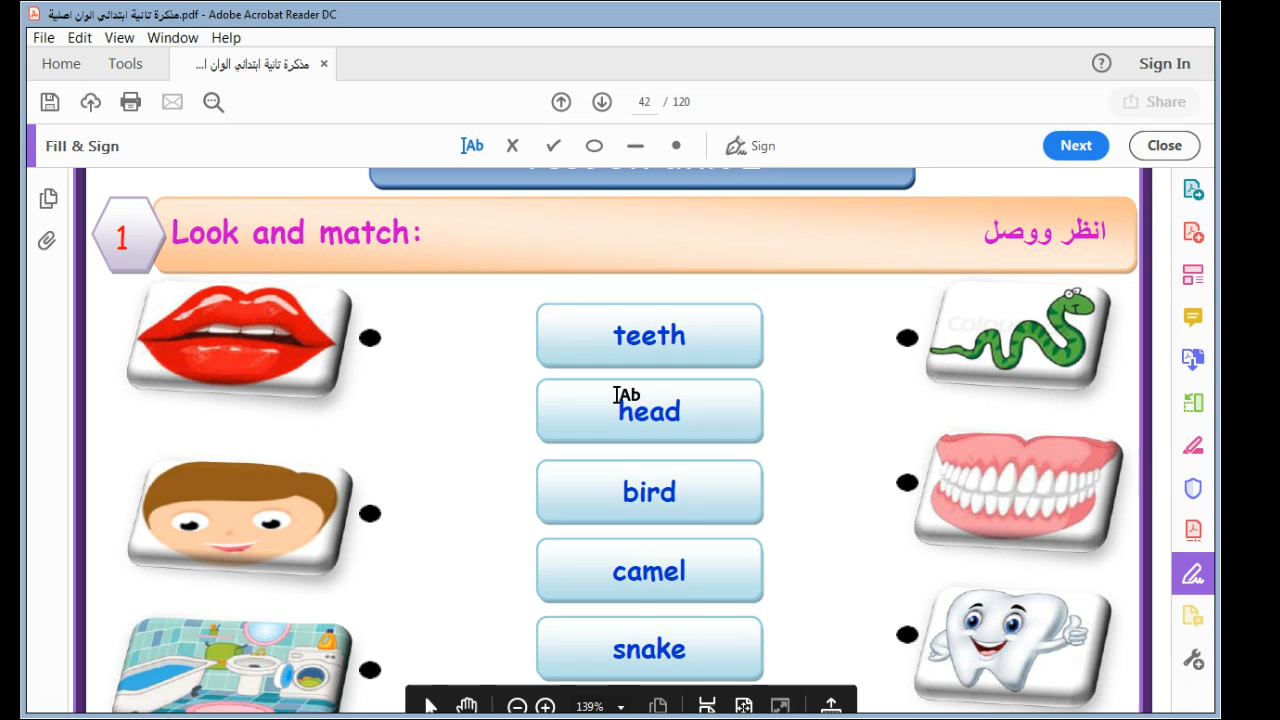 مذكرة تانية ابتدائي الوان اصلية.pdf - Adobe Acrobat Reader DC
File Edit View Window Help
Home Tools مذكرة تانية ابتدائي الوان ا... × Sign In
42 / 120 Share
Fill & Sign Ab Sign Next Close
1 Look and match: انظر ووصل
teeth
Ab
head
bird
camel
snake
139%